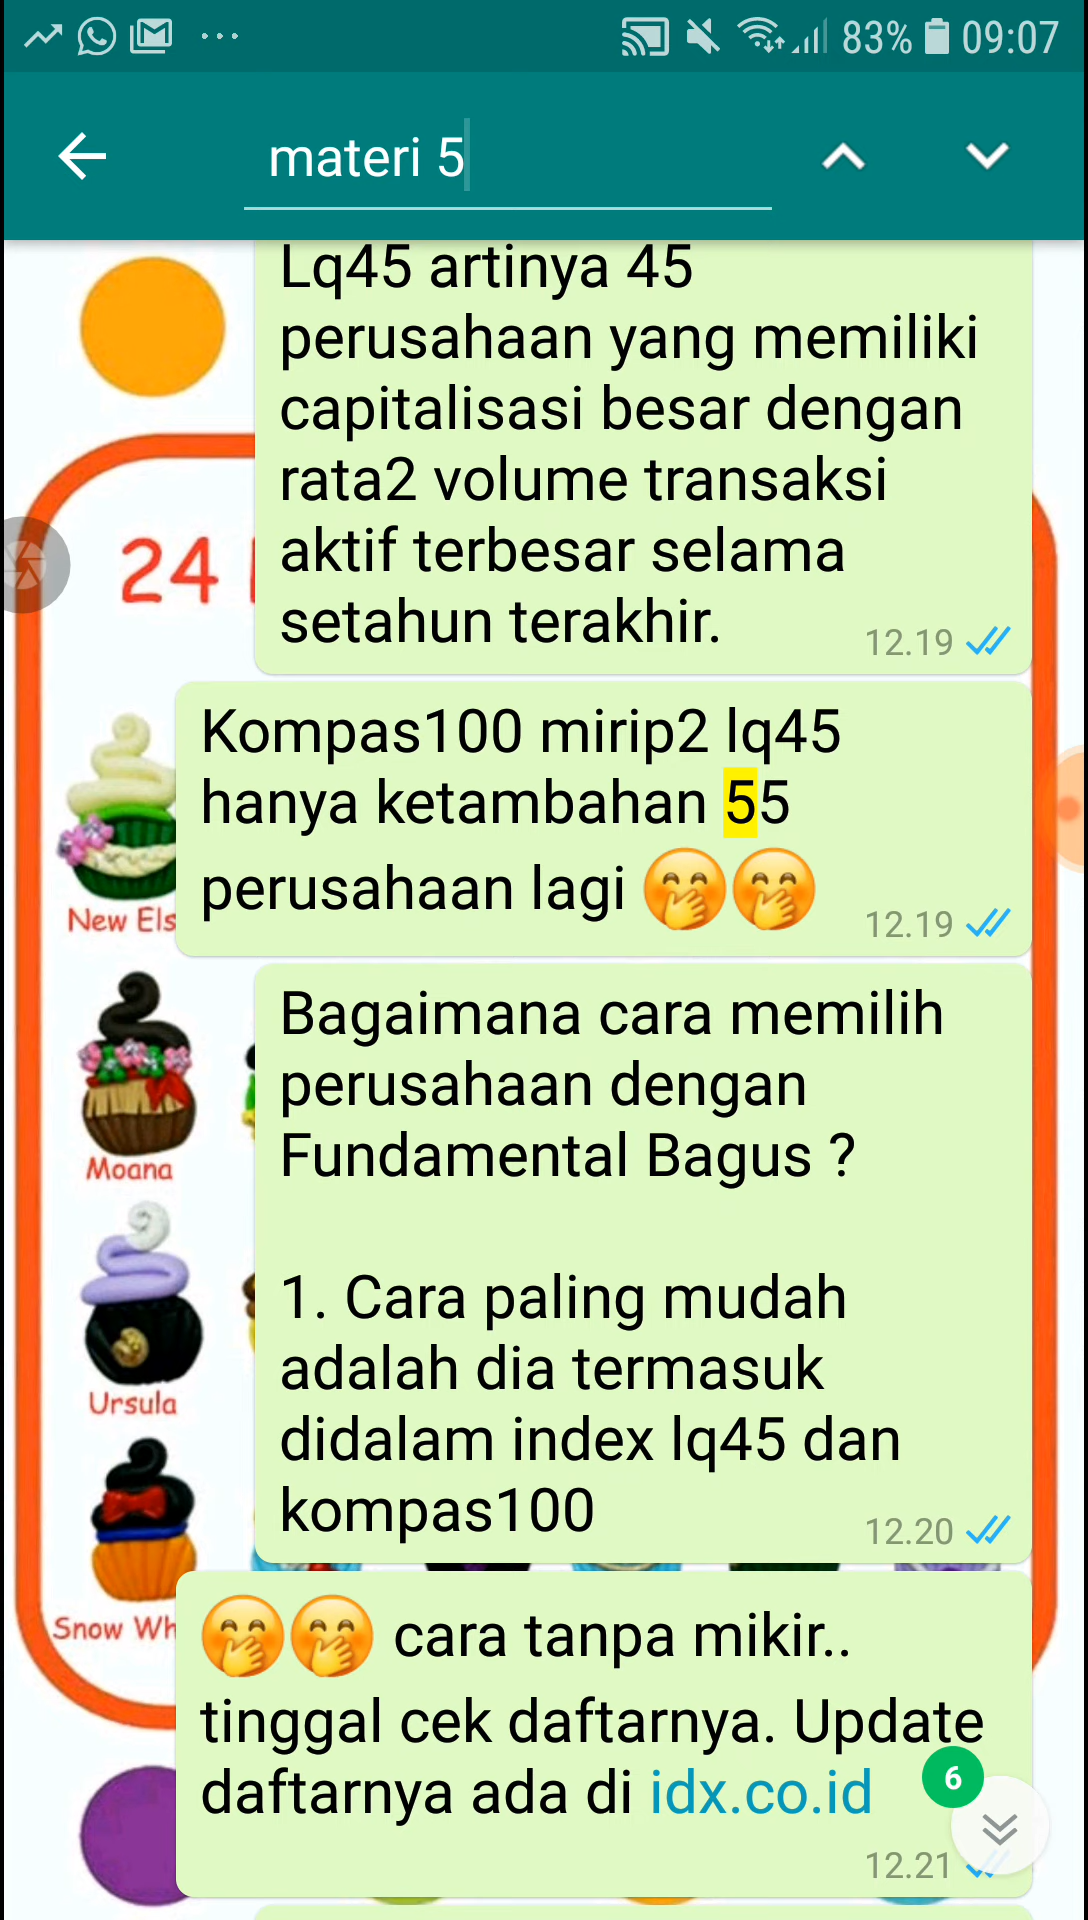 83% 09:07
materi 5
Lq45 artinya 45
perusahaan yang memiliki
capitalisasi besar dengan
rata2 volume transaksi
aktif terbesar selama
setahun terakhir.
12.19
24
Kompas100 mirip2 lq45
hanya ketambahan 55
perusahaan lagi 🤭🤭
12.19
New Els
Bagaimana cara memilih
perusahaan dengan
Fundamental Bagus ?
1. Cara paling mudah
adalah dia termasuk
didalam index lq45 dan
kompas100
12.20
Moana
Ursula
Snow Wh
🤭🤭 cara tanpa mikir..
tinggal cek daftarnya. Update
daftarnya ada di idx.co.id
12.21
6